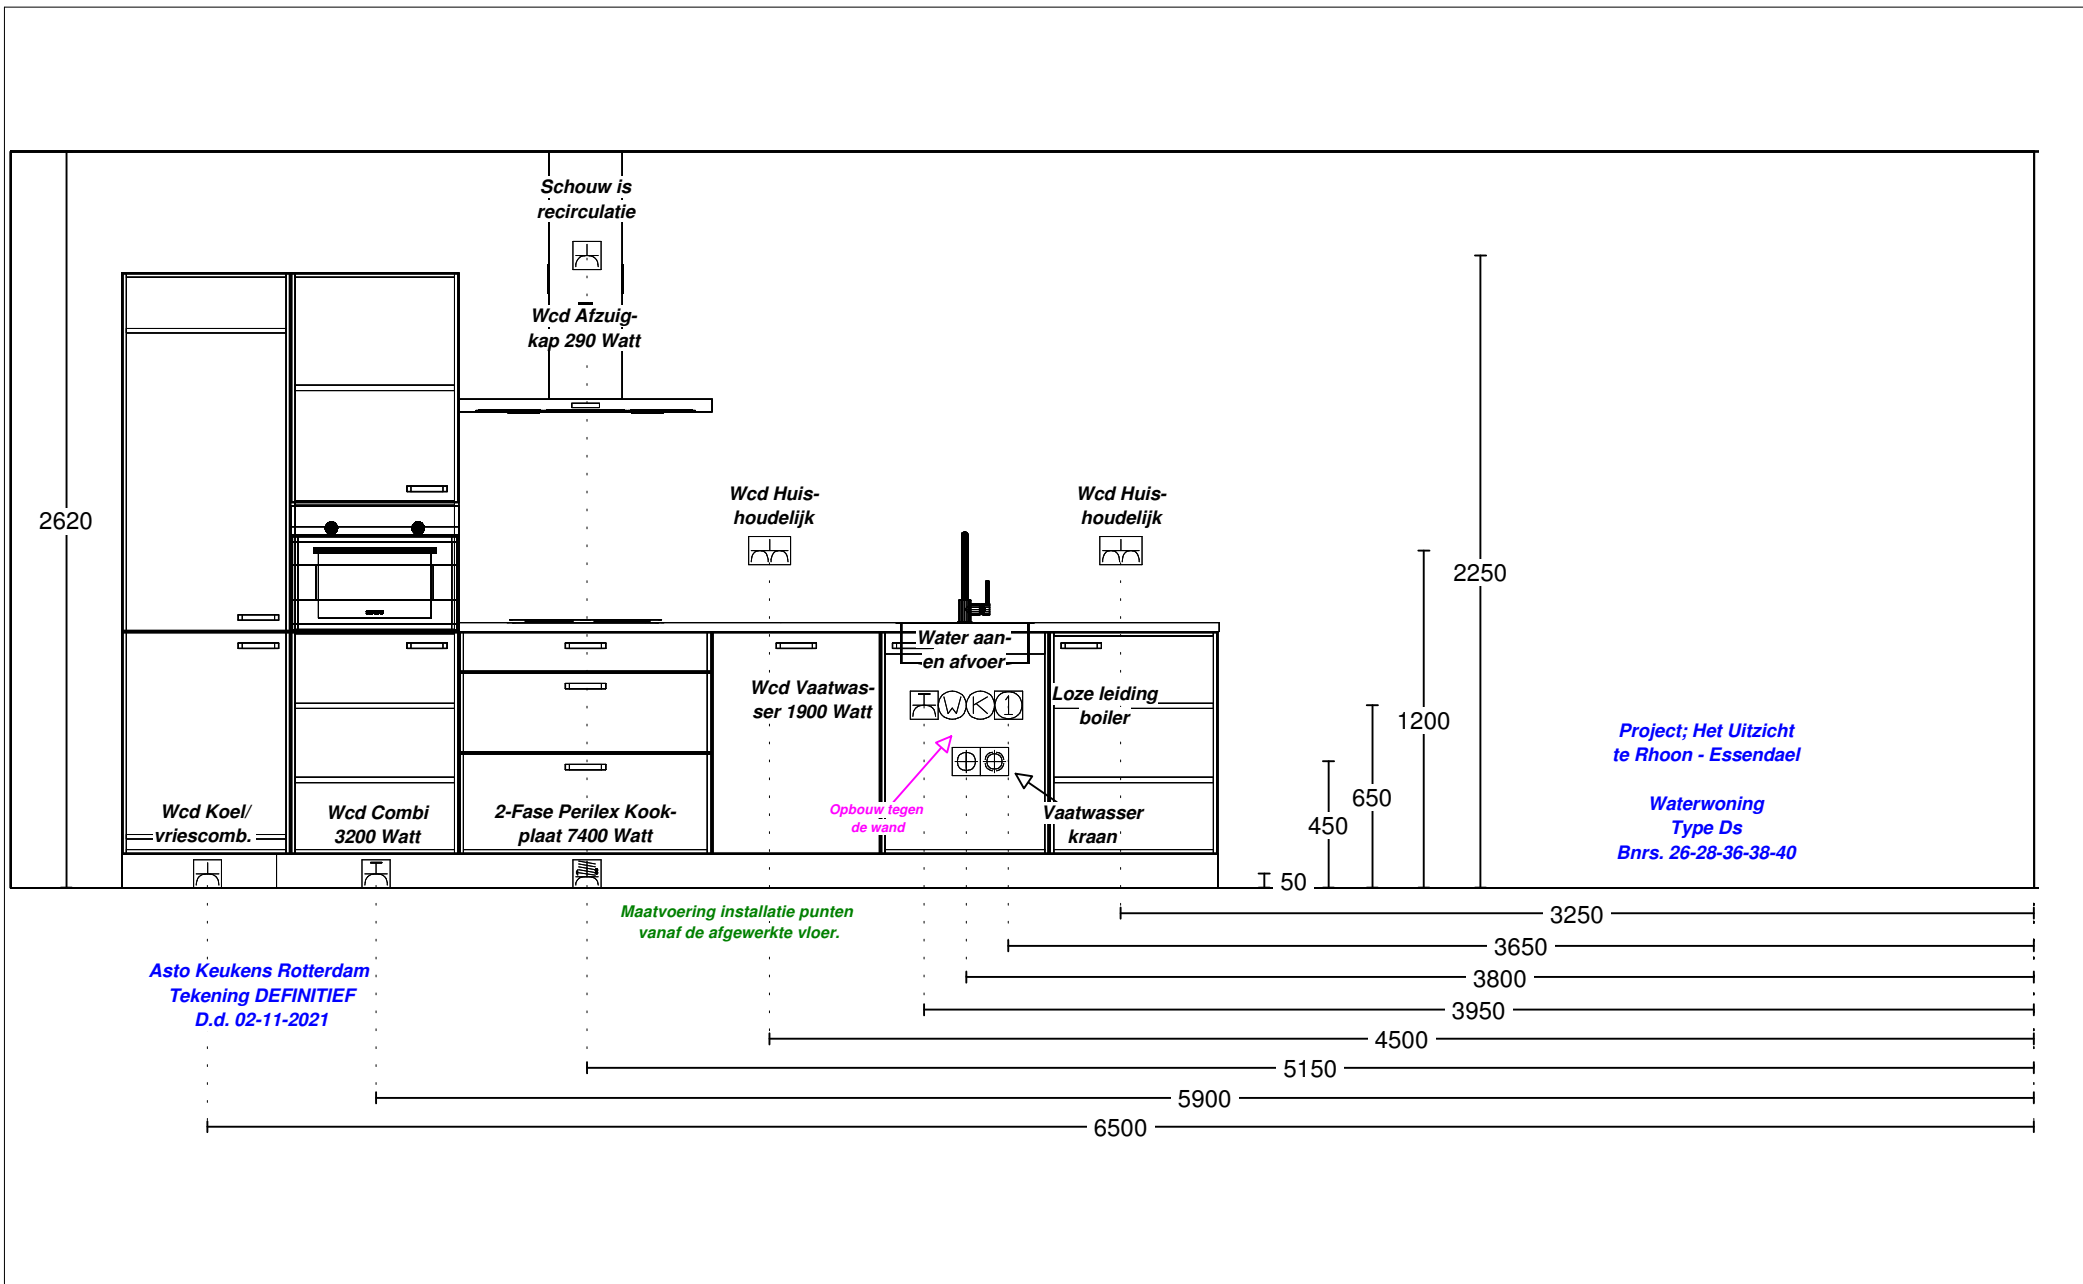 Schouw is
recirculatie
Wcd Afzuig-
kap 290 Watt
2620
Wcd Huis-
houdelijk
Wcd Huis-
houdelijk
2250
Water aan-
en afvoer
Wcd Vaatwas-
ser 1900 Watt
W K 1
Loze leiding
boiler
1200
650
450
50
Opbouw tegen
de wand
Vaatwasser
kraan
Wcd Koel/
vriescomb.
Wcd Combi
3200 Watt
2-Fase Perilex Kook-
plaat 7400 Watt
Project; Het Uitzicht
te Rhoon - Essendael
Waterwoning
Type Ds
Bnrs. 26-28-36-38-40
Maatvoering installatie punten
vanaf de afgewerkte vloer.
Asto Keukens Rotterdam
Tekening DEFINITIEF
D.d. 02-11-2021
3250
3650
3800
3950
4500
5150
5900
6500